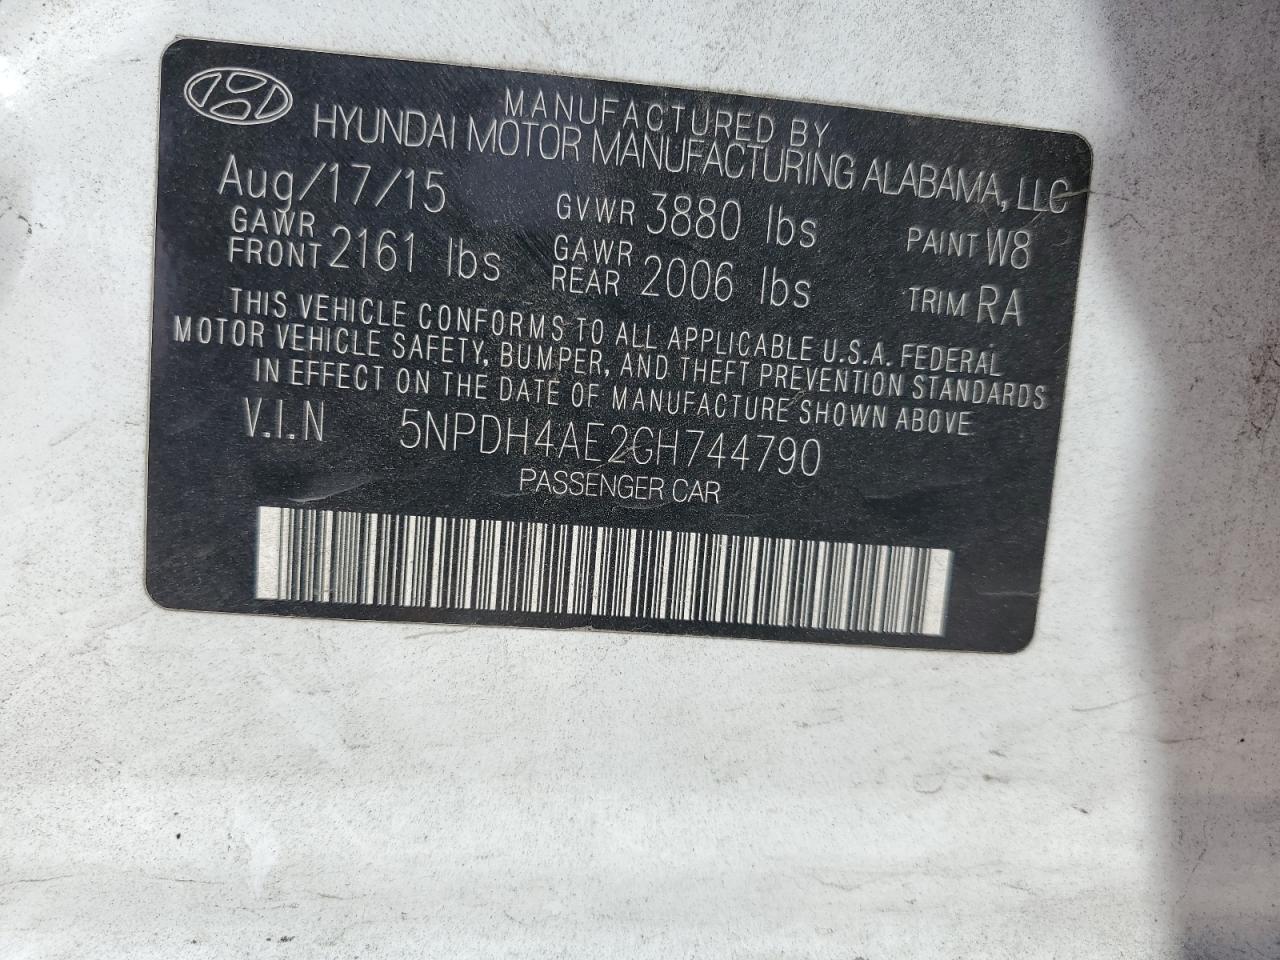 MANUFACTURED BY
HYUNDAI MOTOR MANUFACTURING ALABAMA, LLC
Aug/17/15 GVWR 3880 lbs PAINT W8
GAWR FRONT 2161 lbs GAWR REAR 2006 lbs TRIM RA
THIS VEHICLE CONFORMS TO ALL APPLICABLE U.S.A. FEDERAL
MOTOR VEHICLE SAFETY, BUMPER, AND THEFT PREVENTION STANDARDS
IN EFFECT ON THE DATE OF MANUFACTURE SHOWN ABOVE
V.I.N 5NPDH4AE2GH744790
PASSENGER CAR